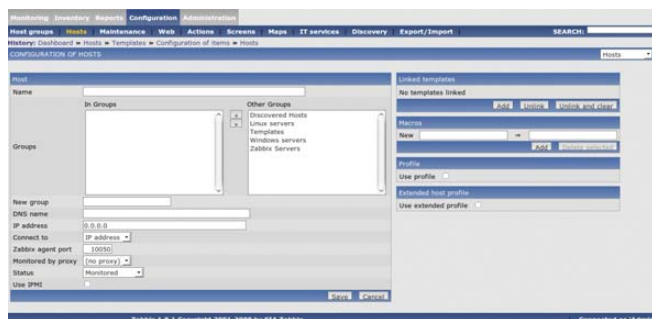 Monitoring Inventory Reports Configuration Administration
Host groups Hosts Maintenance Web Actions Screens Maps IT services Discovery Export/Import SEARCH:
History: Dashboard » Hosts » Templates » Configuration of items » Hosts
CONFIGURATION OF HOSTS Hosts
Host
Name
In Groups Other Groups
Groups
Discovered Hosts
Linux servers
Templates
Windows servers
Zabbix Servers
New group
DNS name
IP address 0.0.0.0
Connect to IP address
Zabbix agent port 10050
Monitored by proxy (no proxy)
Status Monitored
Use IPMI
Save Cancel
Linked templates
No templates linked
Add Unlink Unlink and clear
Macros
New ⇒
Add Delete selected
Profile
Use profile
Extended host profile
Use extended profile